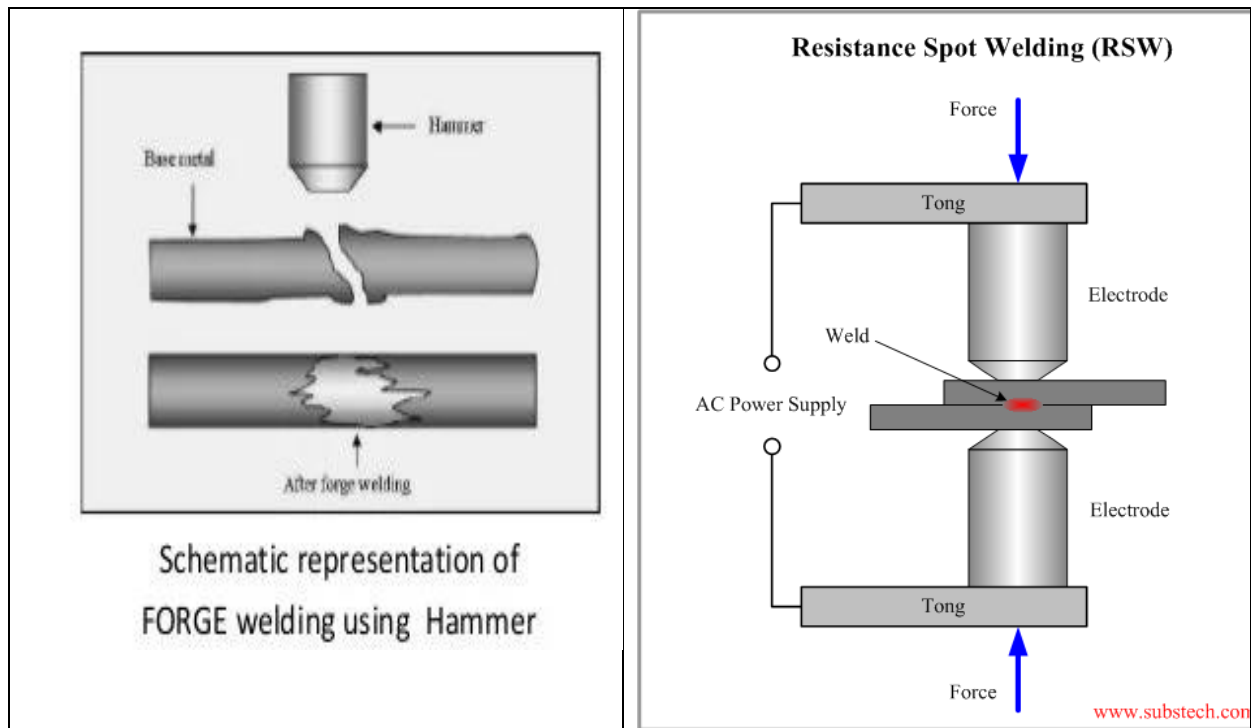 Hammer
Base metal
After forge welding
Schematic representation of
FORGE welding using Hammer
Resistance Spot Welding (RSW)
Force
Tong
Electrode
Weld
AC Power Supply
Electrode
Tong
Force
www.substech.com